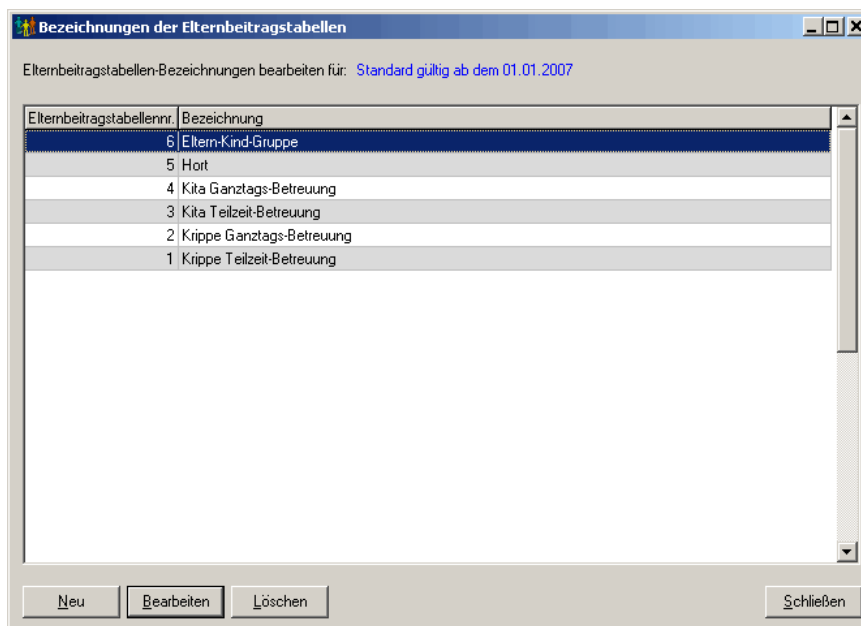 Bezeichnungen der Elternbeitragstabellen
Elternbeitragstabellen-Bezeichnungen bearbeiten für: Standard gültig ab dem 01.01.2007
Elternbeitragstabellennr. Bezeichnung
6 Eltern-Kind-Gruppe
5 Hort
4 Kita Ganztags-Betreuung
3 Kita Teilzeit-Betreuung
2 Krippe Ganztags-Betreuung
1 Krippe Teilzeit-Betreuung
Neu Bearbeiten Löschen Schließen